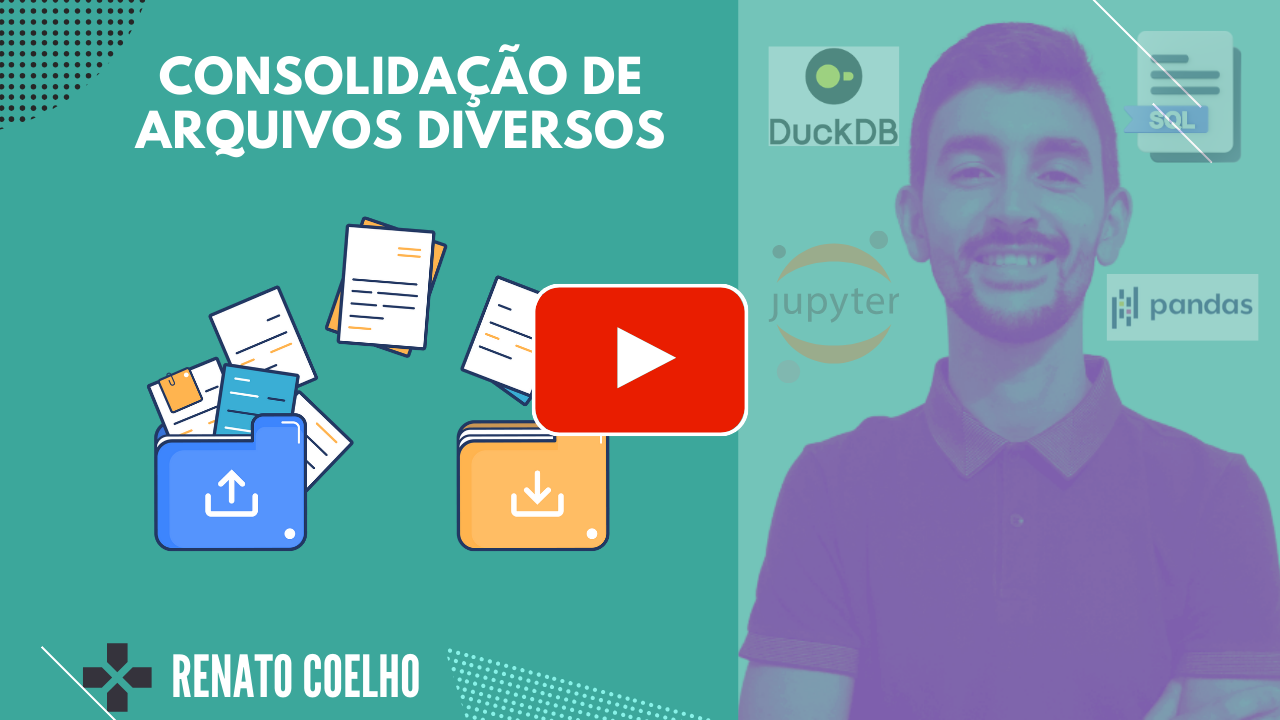 CONSOLIDAÇÃO DE
ARQUIVOS DIVERSOS
DuckDB
SQL
jupyter
pandas
RENATO COELHO